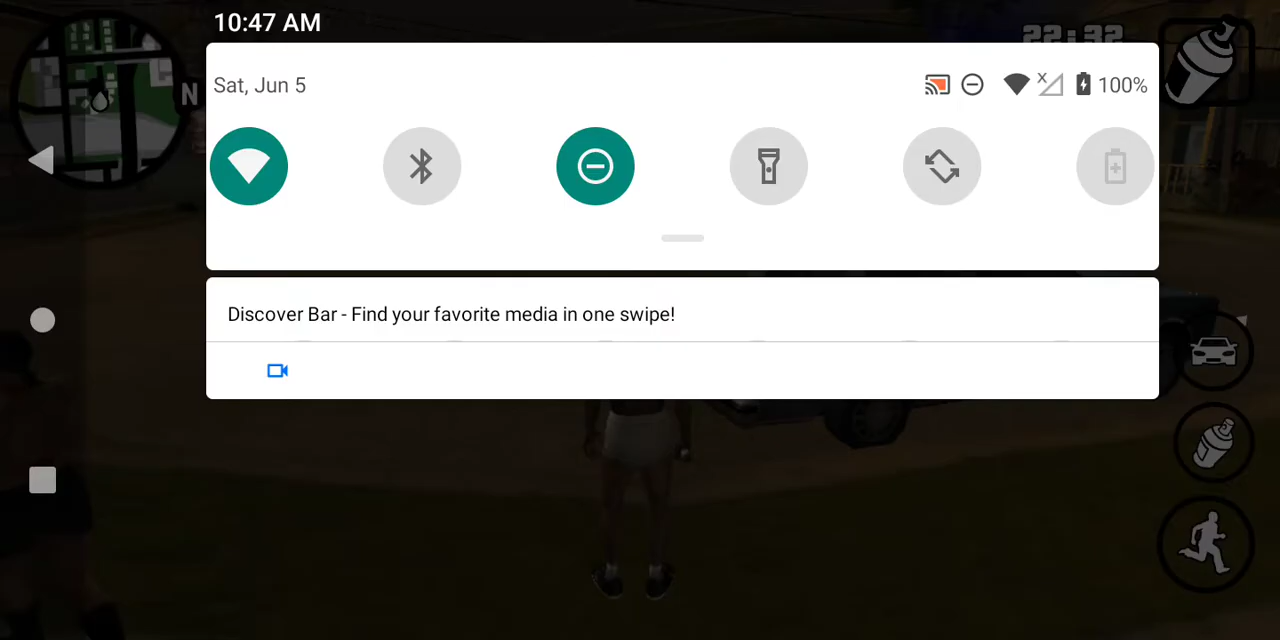 10:47 AM
22:32
Sat, Jun 5
100%
N
Discover Bar - Find your favorite media in one swipe!